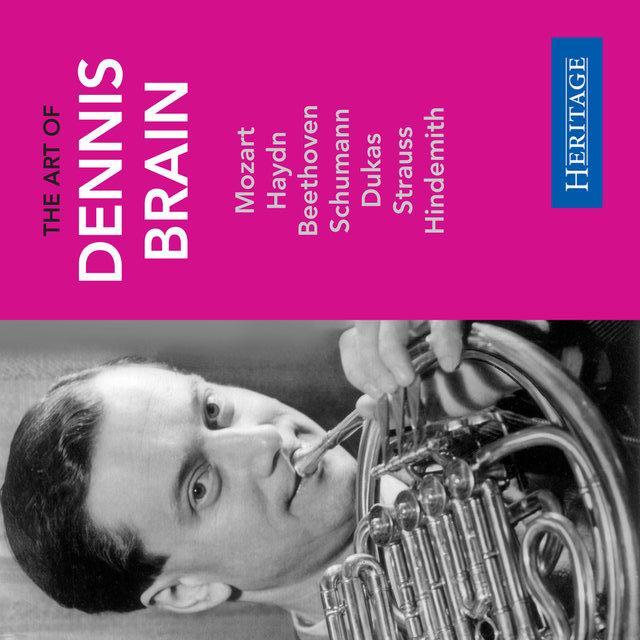 THE ART OF
DENNIS
BRAIN
Mozart
Haydn
Beethoven
Schumann
Dukas
Strauss
Hindemith
HERITAGE